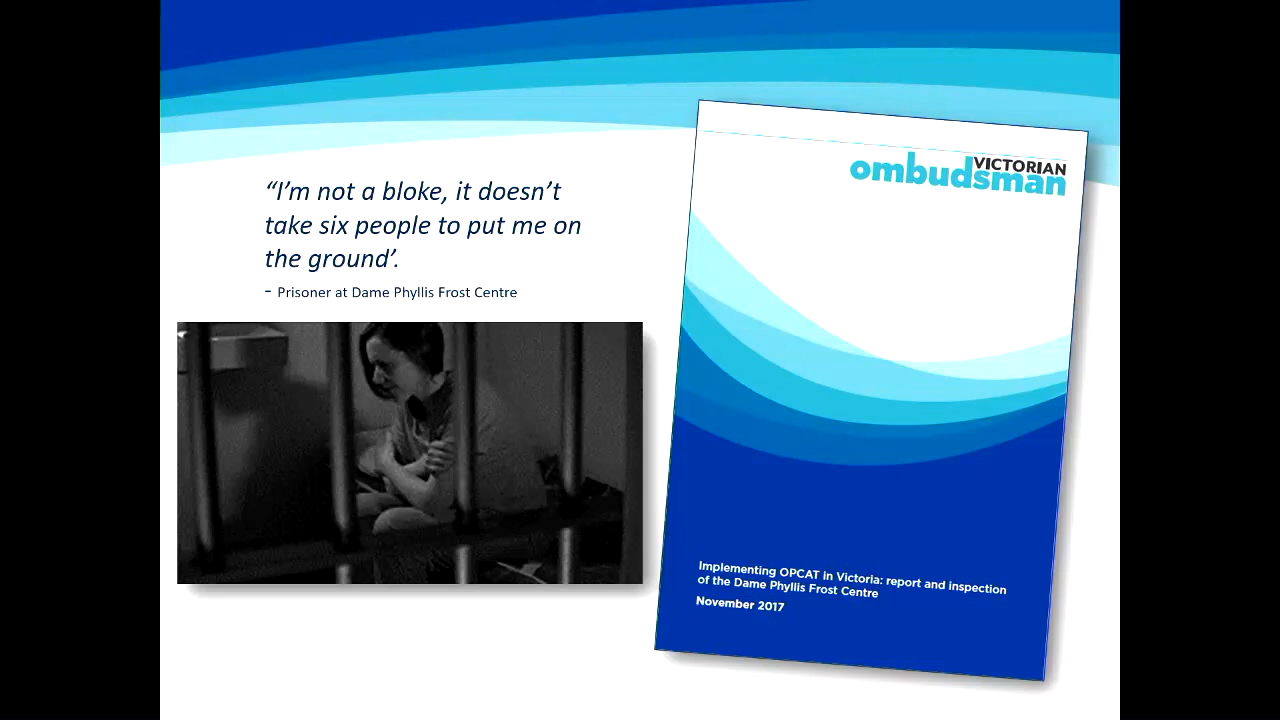 “I’m not a bloke, it doesn’t
take six people to put me on
the ground’.
- Prisoner at Dame Phyllis Frost Centre
VICTORIAN
ombudsman
Implementing OPCAT in Victoria: report and inspection
of the Dame Phyllis Frost Centre
November 2017